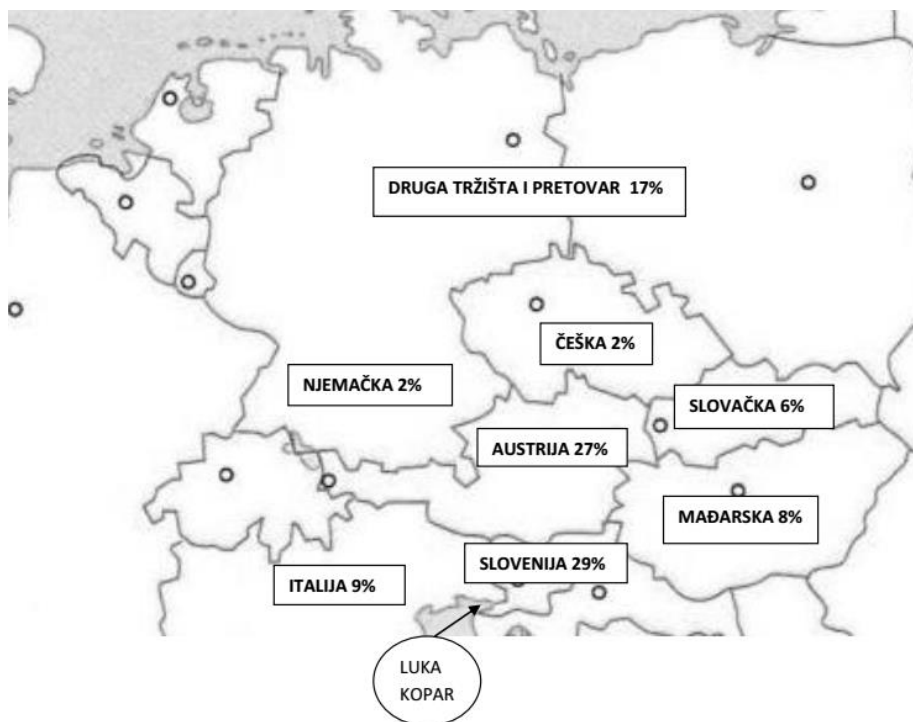 DRUGA TRŽIŠTA I PRETOVAR 17%
ČEŠKA 2%
NJEMAČKA 2%
SLOVAČKA 6%
AUSTRIJA 27%
MAĐARSKA 8%
SLOVENIJA 29%
ITALIJA 9%
LUKA
KOPAR